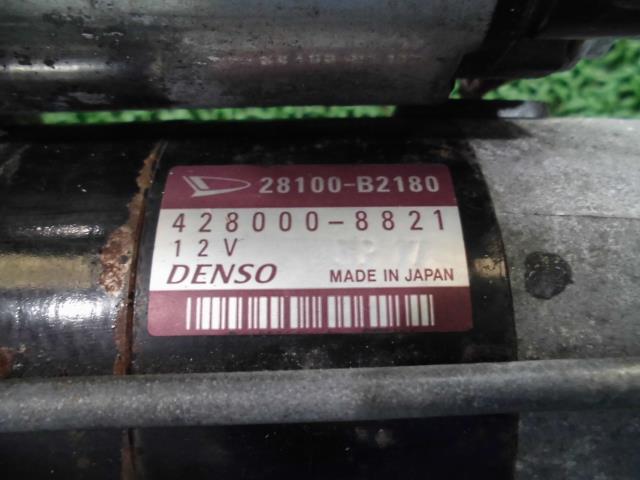 28100-B2180
428000-8821
12V
DENSO MADE IN JAPAN